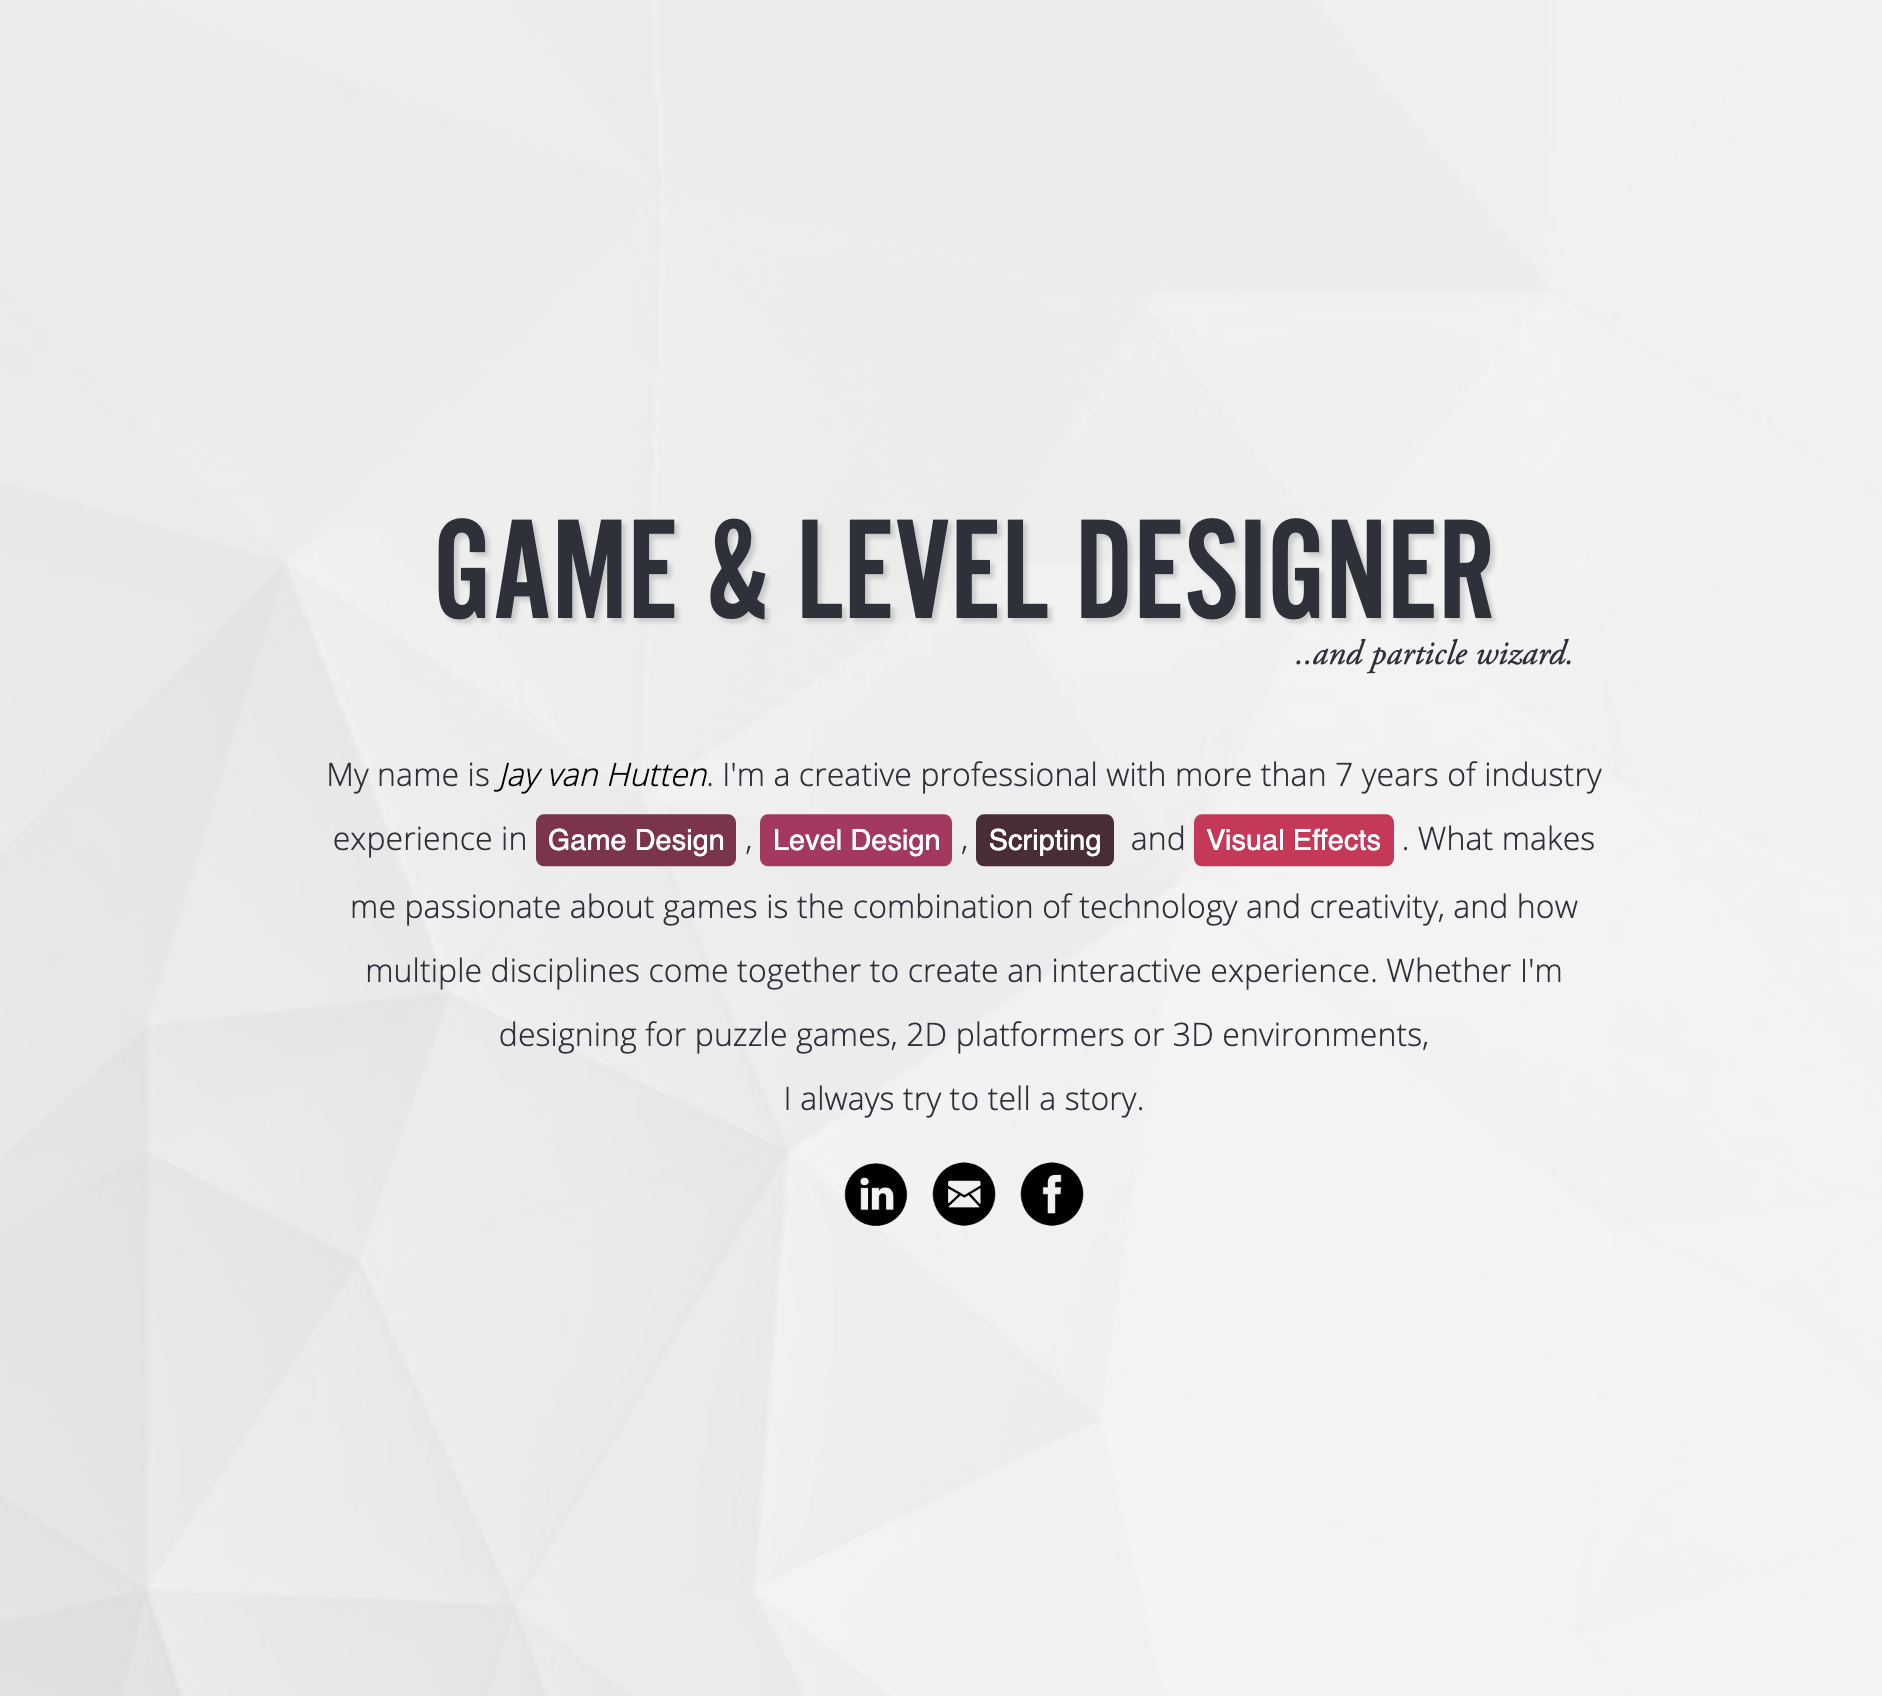 GAME & LEVEL DESIGNER
..and particle wizard.
My name is Jay van Hutten. I'm a creative professional with more than 7 years of industry
experience in Game Design , Level Design , Scripting and Visual Effects . What makes
me passionate about games is the combination of technology and creativity, and how
multiple disciplines come together to create an interactive experience. Whether I'm
designing for puzzle games, 2D platformers or 3D environments,
I always try to tell a story.
in f